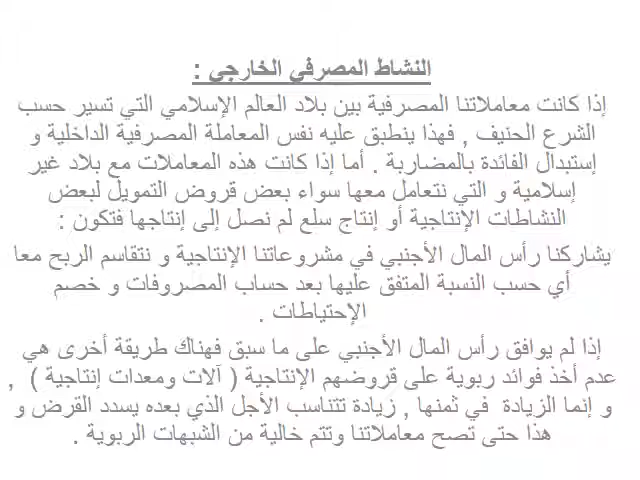 النشاط المصرفي الخارجي :
إذا كانت معاملاتنا المصرفية بين بلاد العالم الإسلامي التي تسير حسب
الشرع الحنيف , فهذا ينطبق عليه نفس المعاملة المصرفية الداخلية و
إستبدال الفائدة بالمضاربة . أما إذا كانت هذه المعاملات مع بلاد غير
إسلامية و التي نتعامل معها سواء بعض قروض التمويل لبعض
النشاطات الإنتاجية أو إنتاج سلع لم نصل إلى إنتاجها فتكون :
يشاركنا رأس المال الأجنبي في مشروعاتنا الإنتاجية و نتقاسم الربح معا
أي حسب النسبة المتفق عليها بعد حساب المصروفات و خصم
الإحتياطات .
إذا لم يوافق رأس المال الأجنبي على ما سبق فهناك طريقة أخرى هي
عدم أخذ فوائد ربوية على قروضهم الإنتاجية ( آلات ومعدات إنتاجية ) ,
و إنما الزيادة في ثمنها , زيادة تتناسب الأجل الذي بعده يسدد القرض و
هذا حتى تصح معاملاتنا وتتم خالية من الشبهات الربوية .